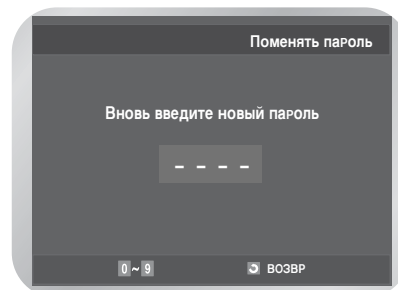 Поменять пароль
Вновь введите новый пароль
– – – –
0 ~ 9 ВОЗВР